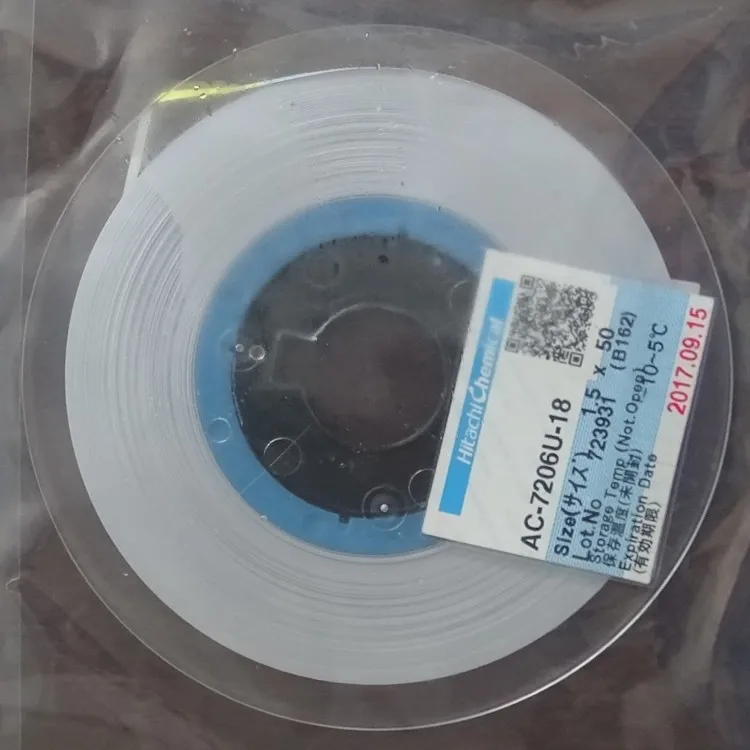 Hitachi Chemical
AC-7206U-18
Size(サイズ) 1.5 x 50
Lot.No 723931 (B162)
Storage Temp (Not.Open) -10~5℃
保存温度(未開封)
Expiration Date 2017.09.15
(有効期限)